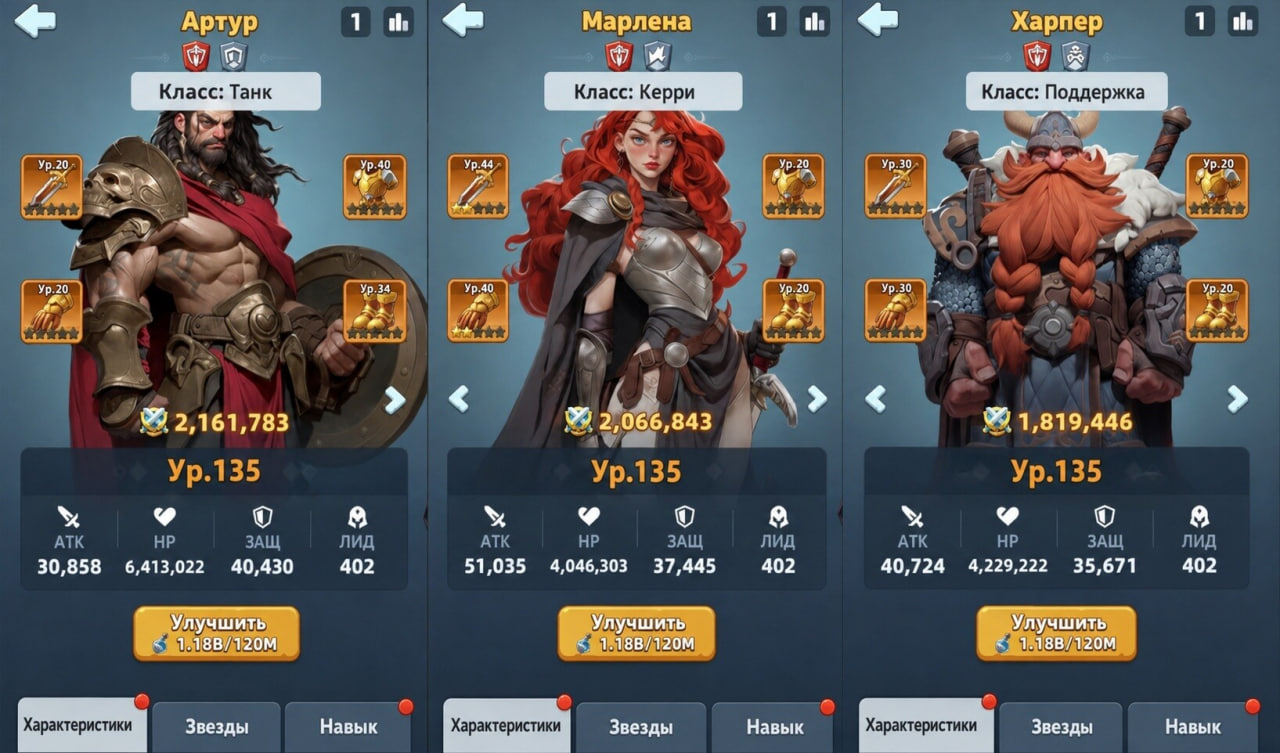 Артур
1
Класс: Танк
Ур.20
Ур.40
Ур.20
Ур.34
2,161,783
Ур.135
АТК
HP
ЗАЩ
ЛИД
30,858
6,413,022
40,430
402
Улучшить
1.18B/120M
Характеристики
Звезды
Навык
Марлена
1
Класс: Керри
Ур.44
Ур.20
Ур.40
Ур.20
2,066,843
Ур.135
АТК
HP
ЗАЩ
ЛИД
51,035
4,046,303
37,445
402
Улучшить
1.18B/120M
Характеристики
Звезды
Навык
Харпер
1
Класс: Поддержка
Ур.30
Ур.20
Ур.30
Ур.20
1,819,446
Ур.135
АТК
HP
ЗАЩ
ЛИД
40,724
4,229,222
35,671
402
Улучшить
1.18B/120M
Характеристики
Звезды
Навык